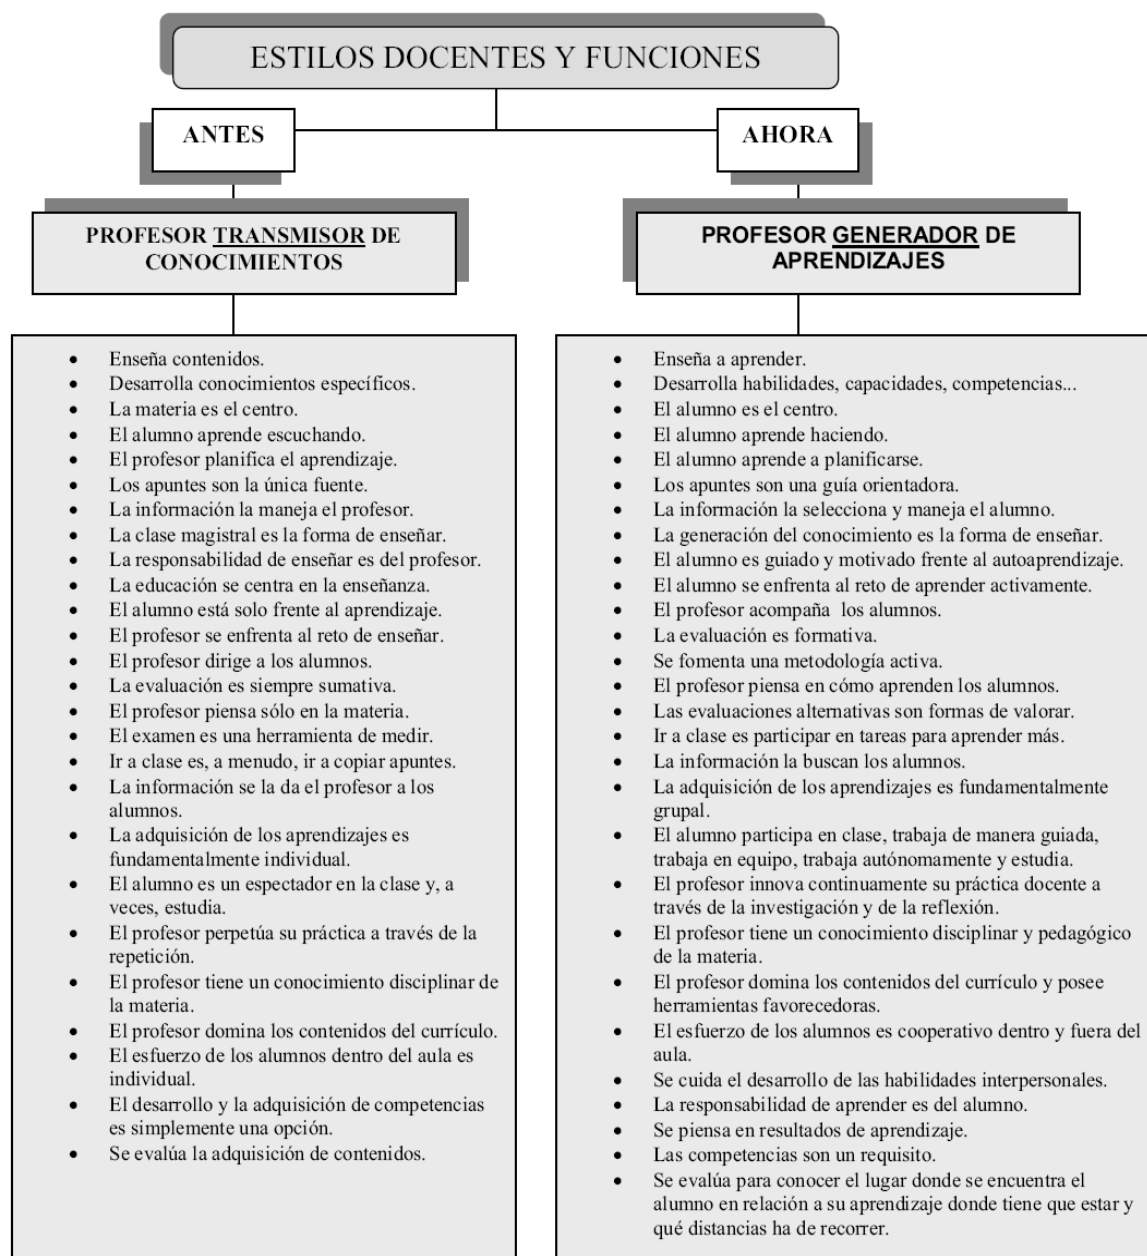 ESTILOS DOCENTES Y FUNCIONES
ANTES
AHORA
PROFESOR TRANSMISOR DE
CONOCIMIENTOS
PROFESOR GENERADOR DE
APRENDIZAJES
• Enseña contenidos.
• Desarrolla conocimientos específicos.
• La materia es el centro.
• El alumno aprende escuchando.
• El profesor planifica el aprendizaje.
• Los apuntes son la única fuente.
• La información la maneja el profesor.
• La clase magistral es la forma de enseñar.
• La responsabilidad de enseñar es del profesor.
• La educación se centra en la enseñanza.
• El alumno está solo frente al aprendizaje.
• El profesor se enfrenta al reto de enseñar.
• El profesor dirige a los alumnos.
• La evaluación es siempre sumativa.
• El profesor piensa sólo en la materia.
• El examen es una herramienta de medir.
• Ir a clase es, a menudo, ir a copiar apuntes.
• La información se la da el profesor a los
alumnos.
• La adquisición de los aprendizajes es
fundamentalmente individual.
• El alumno es un espectador en la clase y, a
veces, estudia.
• El profesor perpetúa su práctica a través de la
repetición.
• El profesor tiene un conocimiento disciplinar de
la materia.
• El profesor domina los contenidos del currículo.
• El esfuerzo de los alumnos dentro del aula es
individual.
• El desarrollo y la adquisición de competencias
es simplemente una opción.
• Se evalúa la adquisición de contenidos.
• Enseña a aprender.
• Desarrolla habilidades, capacidades, competencias...
• El alumno es el centro.
• El alumno aprende haciendo.
• El alumno aprende a planificarse.
• Los apuntes son una guía orientadora.
• La información la selecciona y maneja el alumno.
• La generación del conocimiento es la forma de enseñar.
• El alumno es guiado y motivado frente al autoaprendizaje.
• El alumno se enfrenta al reto de aprender activamente.
• El profesor acompaña los alumnos.
• La evaluación es formativa.
• Se fomenta una metodología activa.
• El profesor piensa en cómo aprenden los alumnos.
• Las evaluaciones alternativas son formas de valorar.
• Ir a clase es participar en tareas para aprender más.
• La información la buscan los alumnos.
• La adquisición de los aprendizajes es fundamentalmente
grupal.
• El alumno participa en clase, trabaja de manera guiada,
trabaja en equipo, trabaja autónomamente y estudia.
• El profesor innova continuamente su práctica docente a
través de la investigación y de la reflexión.
• El profesor tiene un conocimiento disciplinar y pedagógico
de la materia.
• El profesor domina los contenidos del currículo y posee
herramientas favorecedoras.
• El esfuerzo de los alumnos es cooperativo dentro y fuera del
aula.
• Se cuida el desarrollo de las habilidades interpersonales.
• La responsabilidad de aprender es del alumno.
• Se piensa en resultados de aprendizaje.
• Las competencias son un requisito.
• Se evalúa para conocer el lugar donde se encuentra el
alumno en relación a su aprendizaje donde tiene que estar y
qué distancias ha de recorrer.